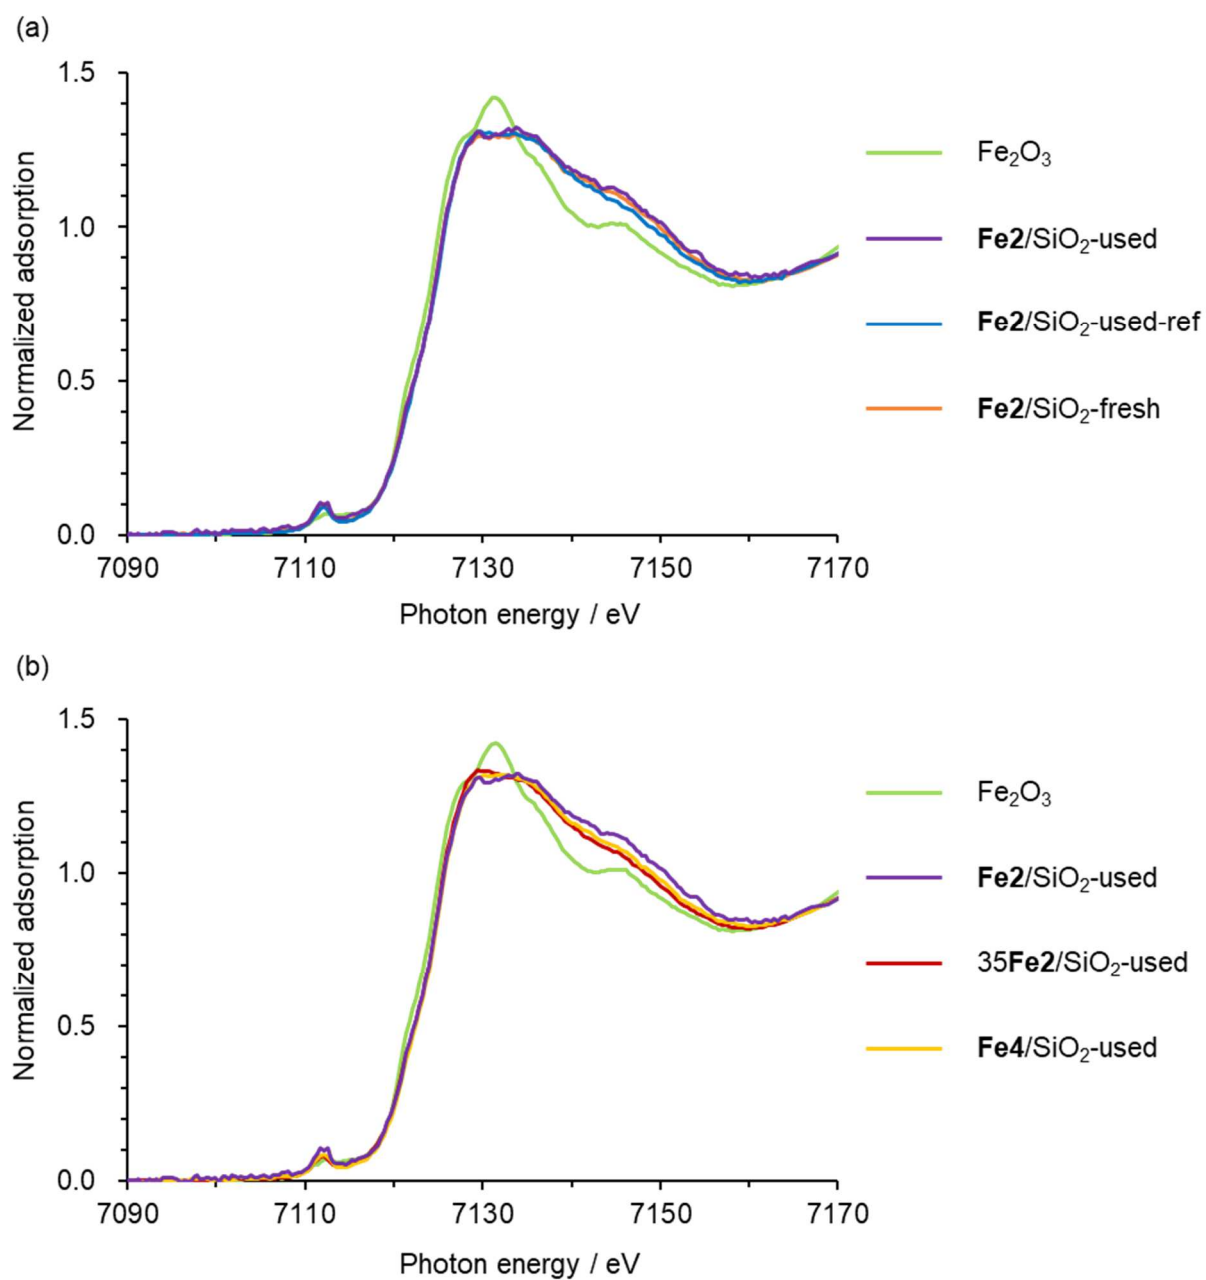 (a)
1.5
1.0
0.5
0.0
Normalized adsorption
7090 7110 7130 7150 7170
Photon energy / eV
Fe₂O₃
Fe2/SiO₂-used
Fe2/SiO₂-used-ref
Fe2/SiO₂-fresh
(b)
1.5
1.0
0.5
0.0
Normalized adsorption
7090 7110 7130 7150 7170
Photon energy / eV
Fe₂O₃
Fe2/SiO₂-used
35Fe2/SiO₂-used
Fe4/SiO₂-used